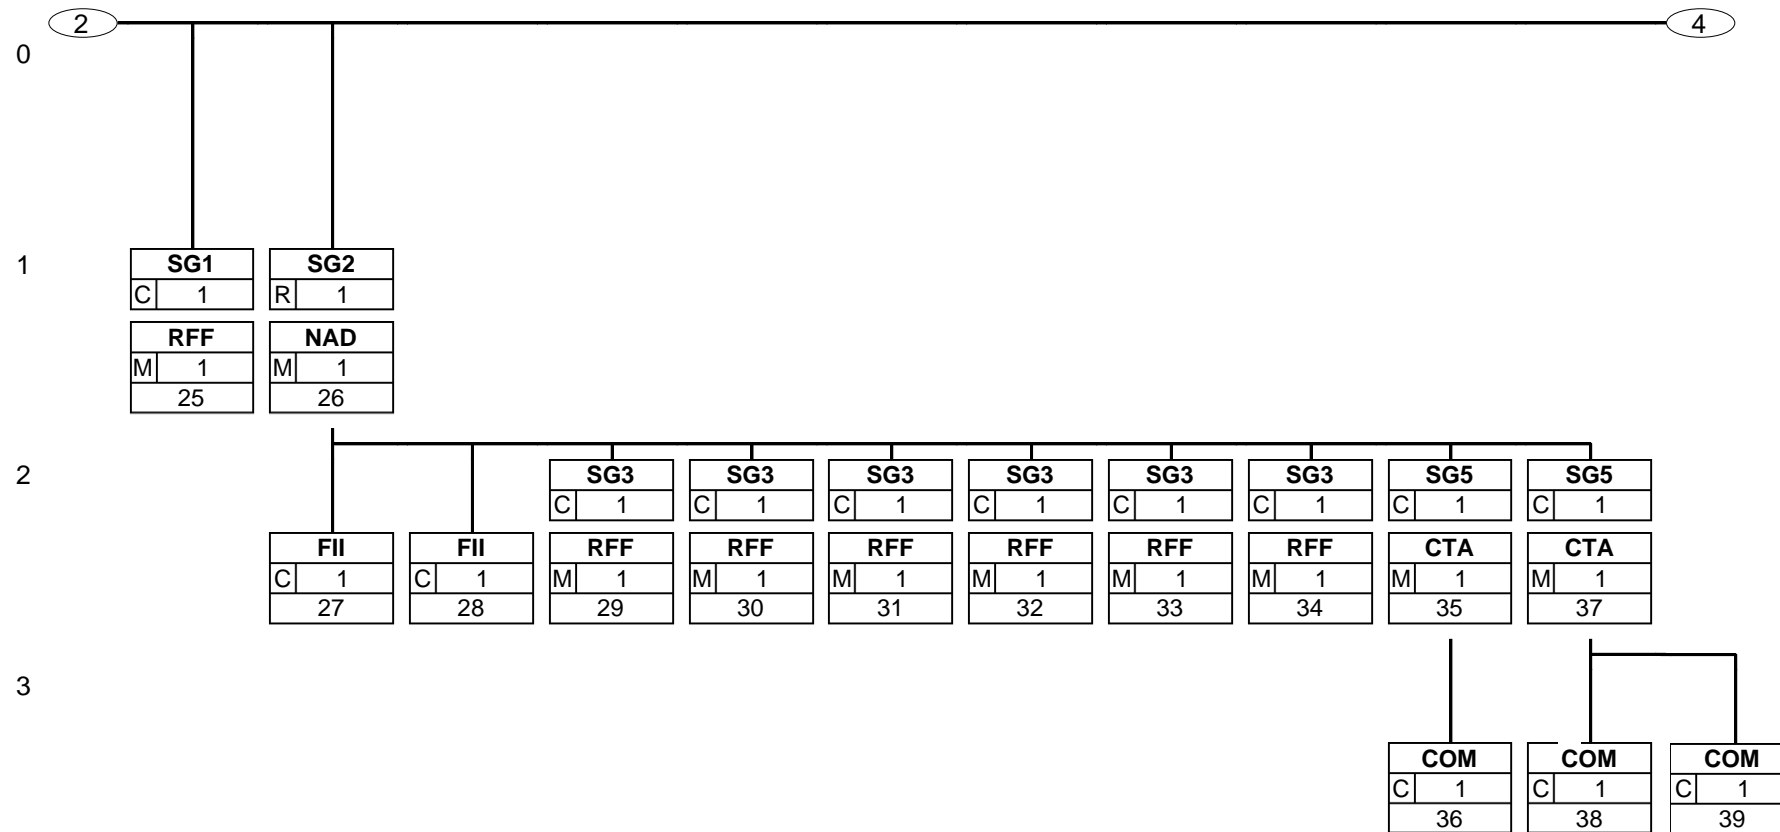 2 4
0
1
SG1 SG2
C 1 R 1
RFF NAD
M 1 M 1
25 26
2
SG3 SG3 SG3 SG3 SG3 SG3 SG5 SG5
C 1 C 1 C 1 C 1 C 1 C 1 C 1 C 1
FII FII RFF RFF RFF RFF RFF RFF CTA CTA
C 1 C 1 M 1 M 1 M 1 M 1 M 1 M 1 M 1 M 1
27 28 29 30 31 32 33 34 35 37
3
COM COM COM
C 1 C 1 C 1
36 38 39